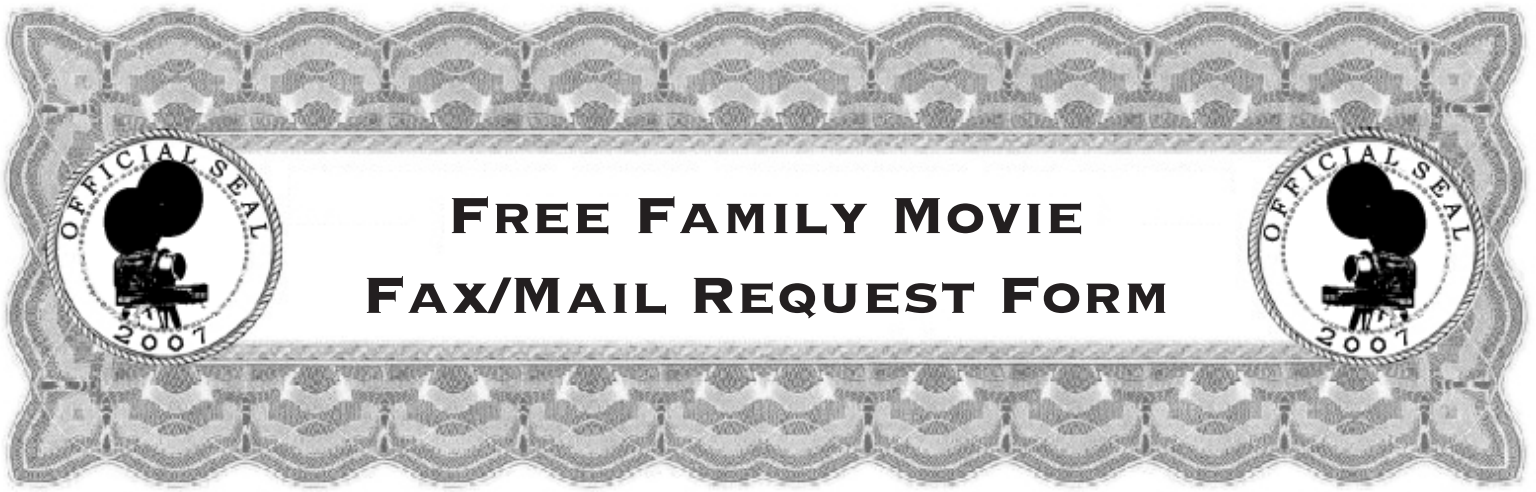 FREE FAMILY MOVIE
FAX/MAIL REQUEST FORM
OFFICIAL SEAL
2007
OFFICIAL SEAL
2007